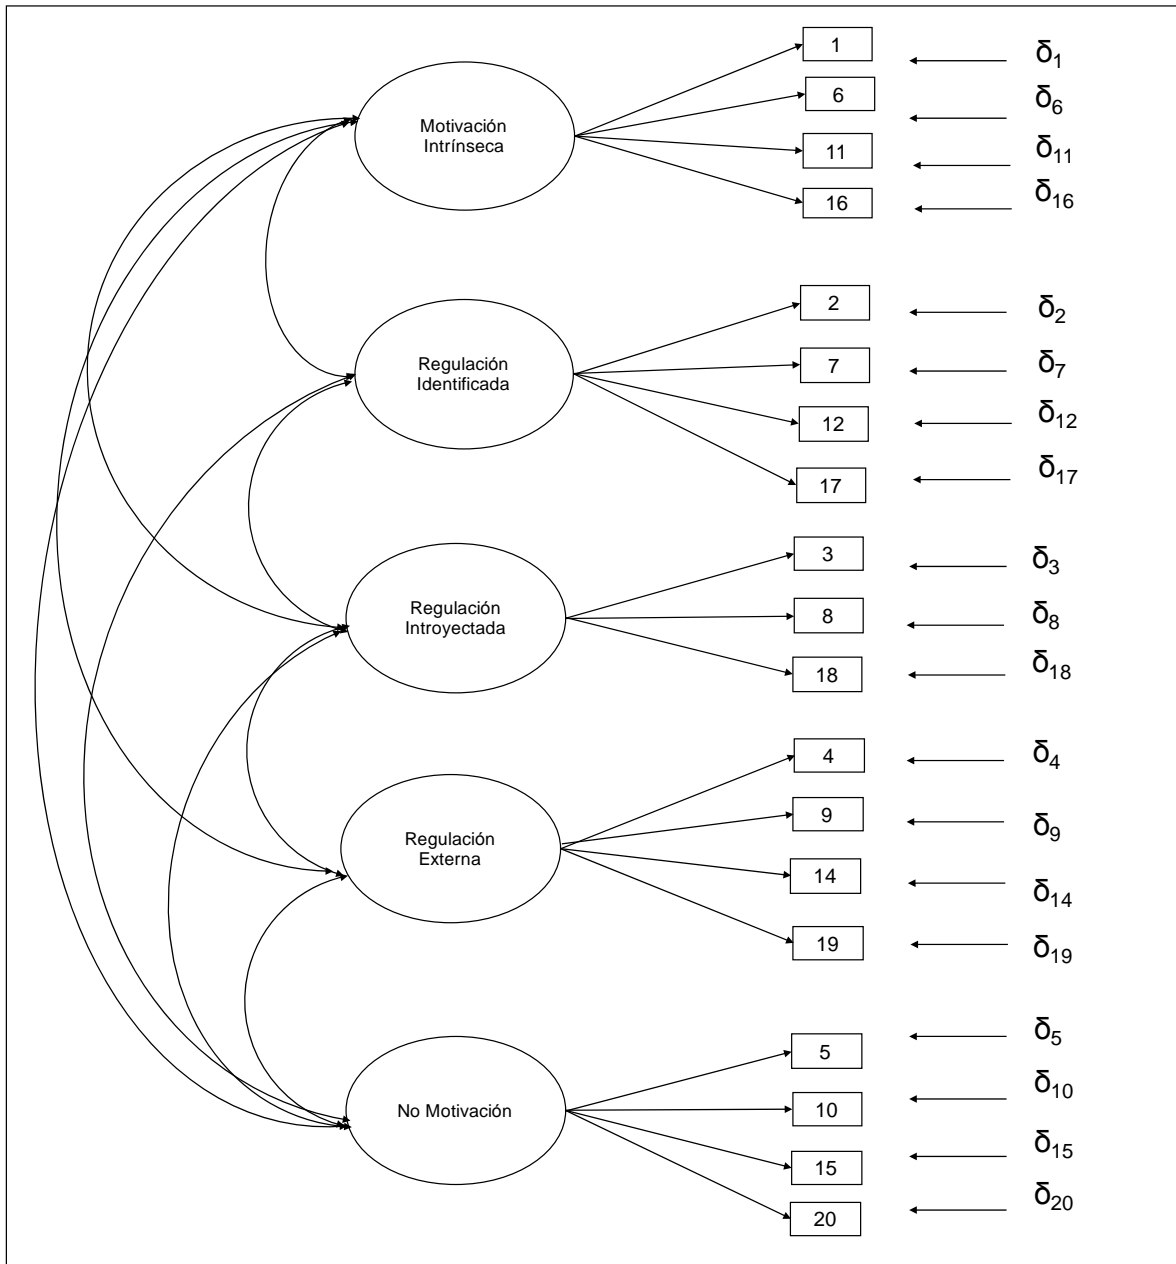 Motivación
Intrínseca
1
δ1
6
δ6
11
δ11
16
δ16
Regulación
Identificada
2
δ2
7
δ7
12
δ12
17
δ17
Regulación
Introyectada
3
δ3
8
δ8
18
δ18
Regulación
Externa
4
δ4
9
δ9
14
δ14
19
δ19
No Motivación
5
δ5
10
δ10
15
δ15
20
δ20